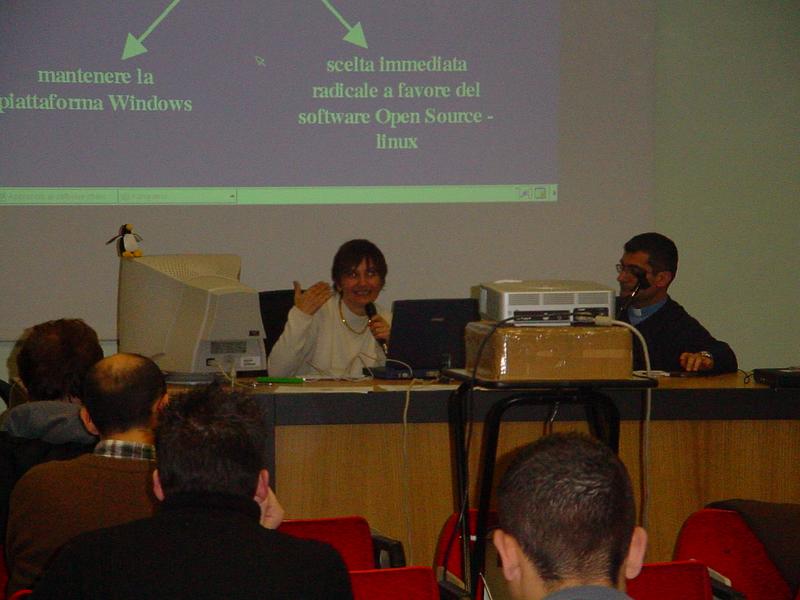 mantenere la
piattaforma Windows
scelta immediata
radicale a favore del
software Open Source -
linux